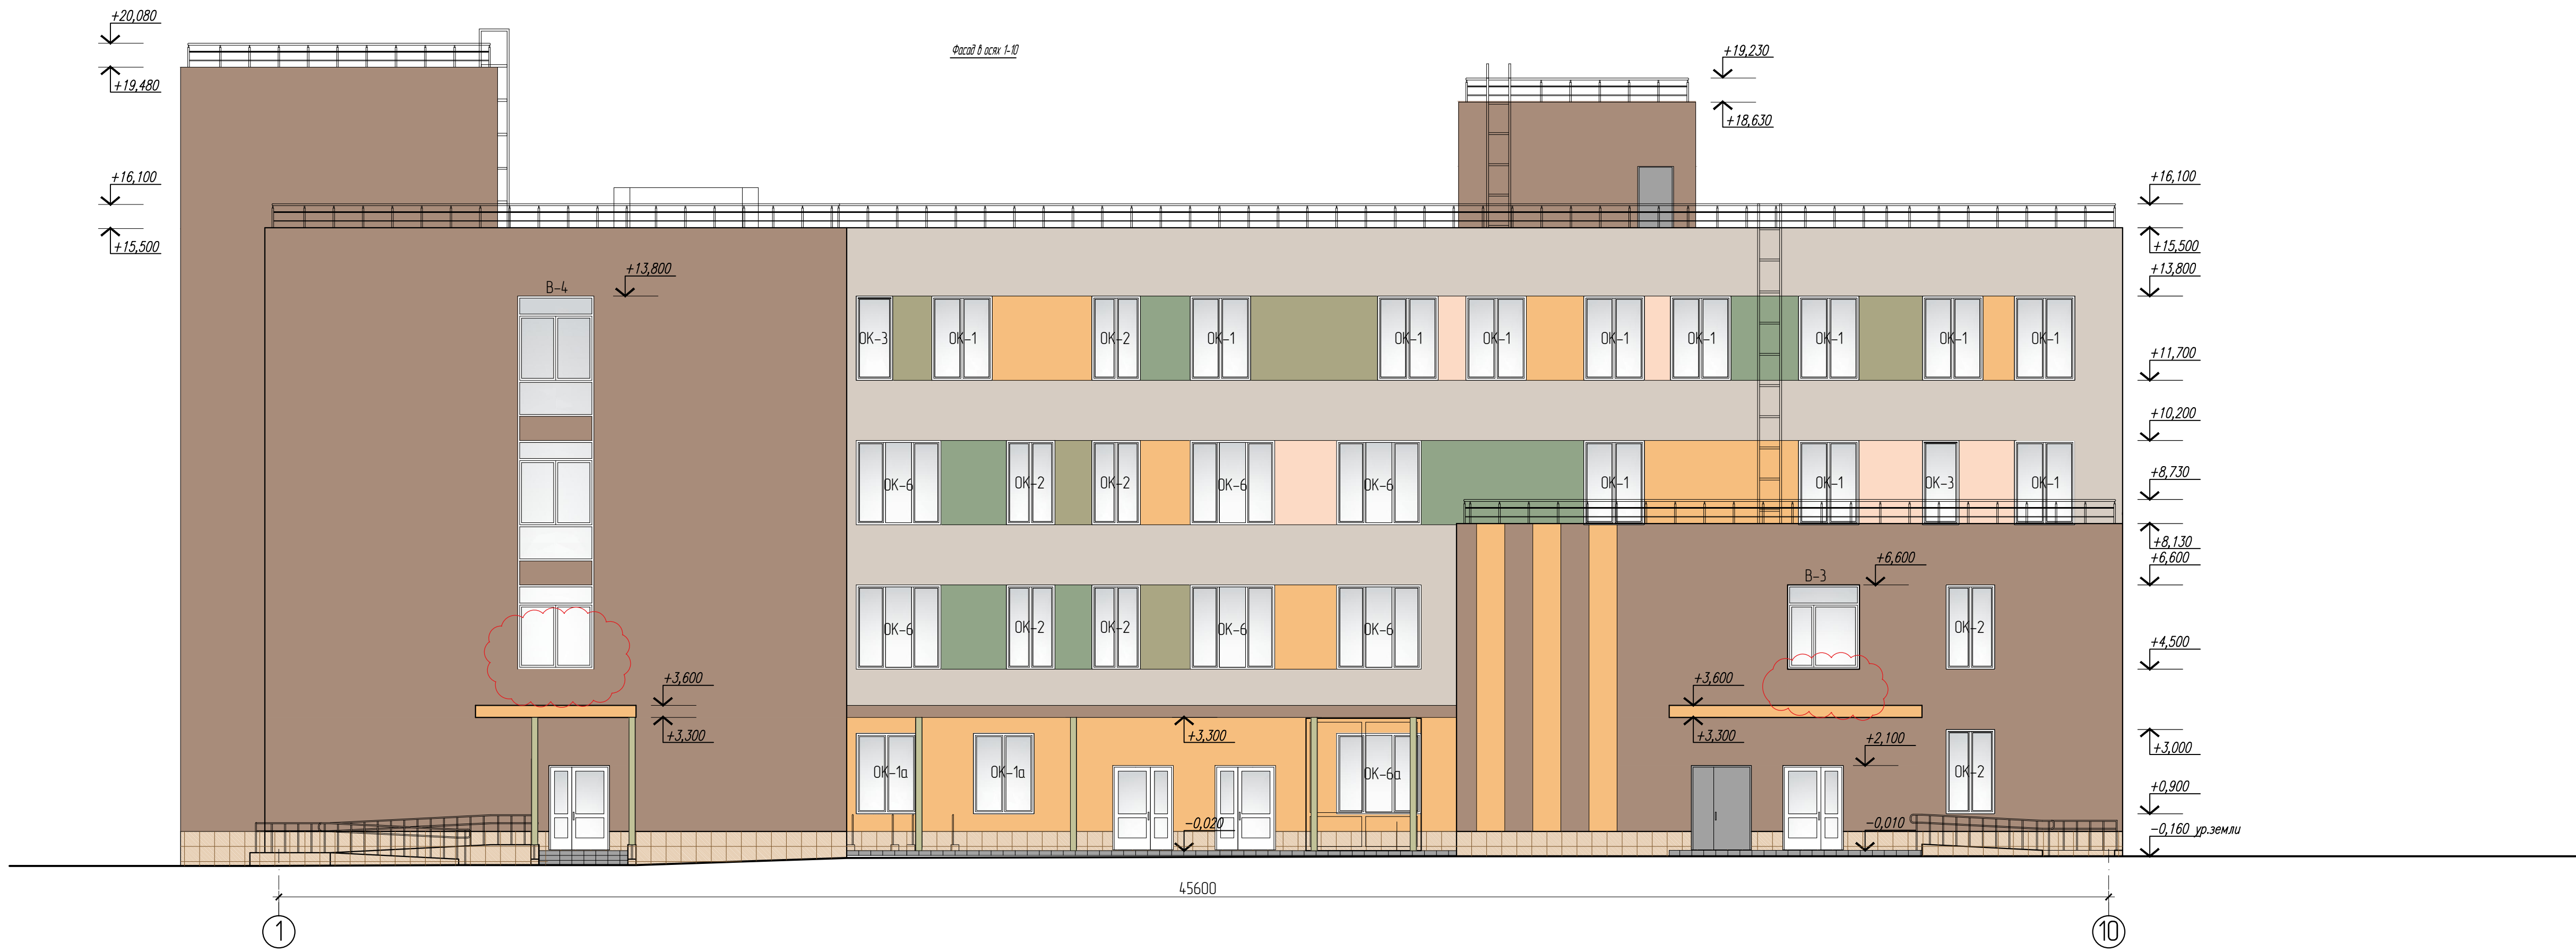 Фасад в осях 1-10
+20,080
+19,480
+19,230
+18,630
+16,100
+15,500
+16,100
+15,500
+13,800
В-4
+13,800
ОК-3
ОК-1
ОК-2
ОК-1
ОК-1
ОК-1
ОК-1
ОК-1
ОК-1
ОК-1
ОК-1
+11,700
+10,200
ОК-6
ОК-2
ОК-2
ОК-6
ОК-6
ОК-1
ОК-1
ОК-3
ОК-1
+8,730
+8,130
+6,600
В-3
+6,600
ОК-6
ОК-2
ОК-2
ОК-6
ОК-6
ОК-2
+4,500
+3,600
+3,300
+3,300
+3,600
+3,300
+2,100
+3,000
ОК-1а
ОК-1а
ОК-6а
ОК-2
+0,900
-0,020
-0,010
-0,160 ур.земли
45600
1
10